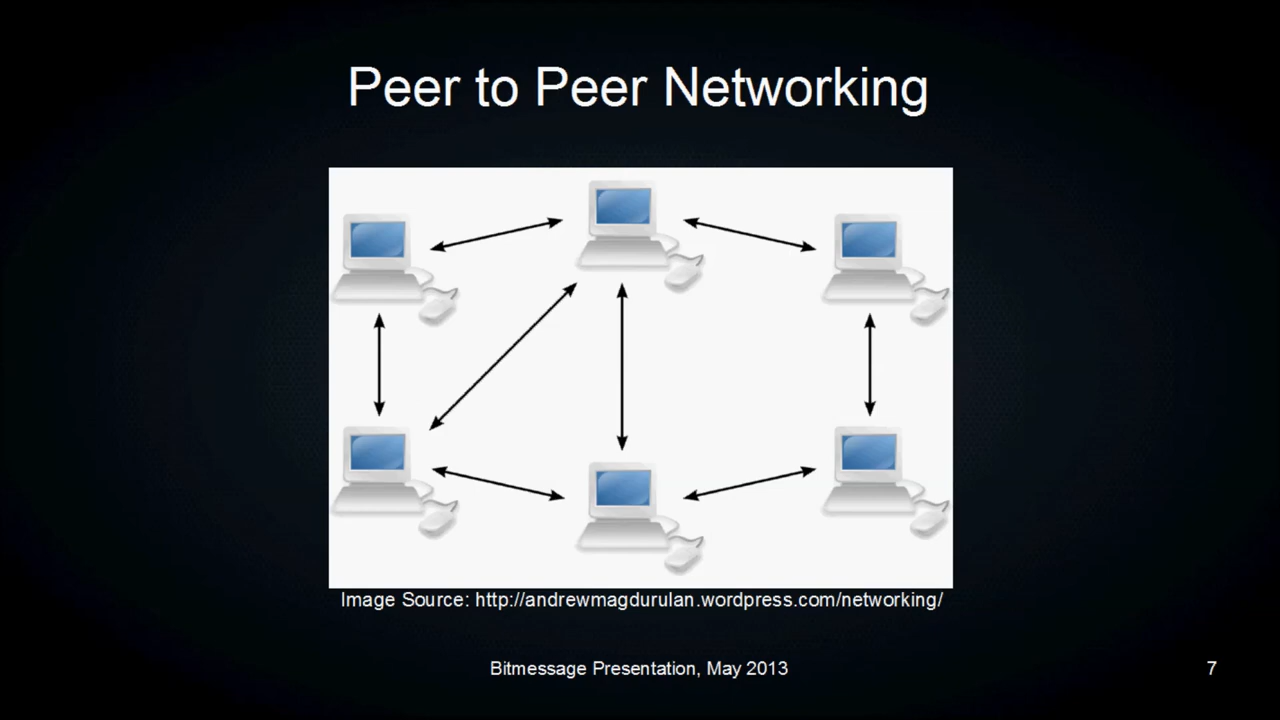 Peer to Peer Networking
Image Source: http://andrewmagdurulan.wordpress.com/networking/
Bitmessage Presentation, May 2013
7